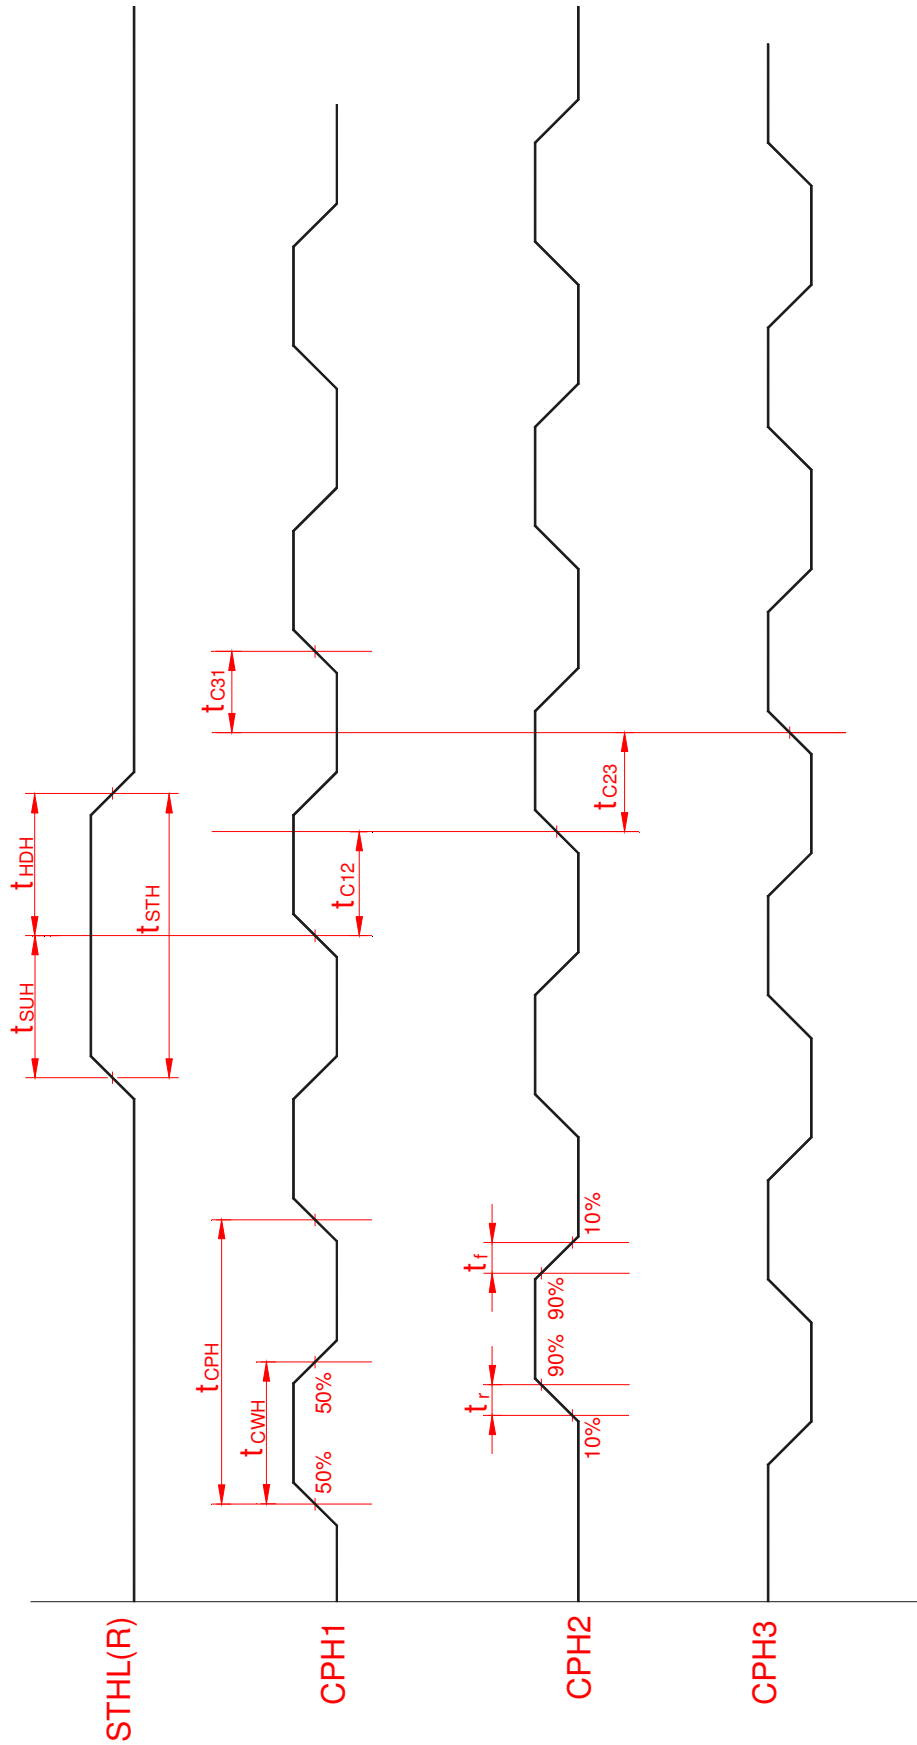 STHL(R)
tSUH
tHDH
tSTH
CPH1
tCPH
tCWH
50%
50%
tC12
tC31
CPH2
tr
tf
10%
90%
90%
10%
tC23
CPH3